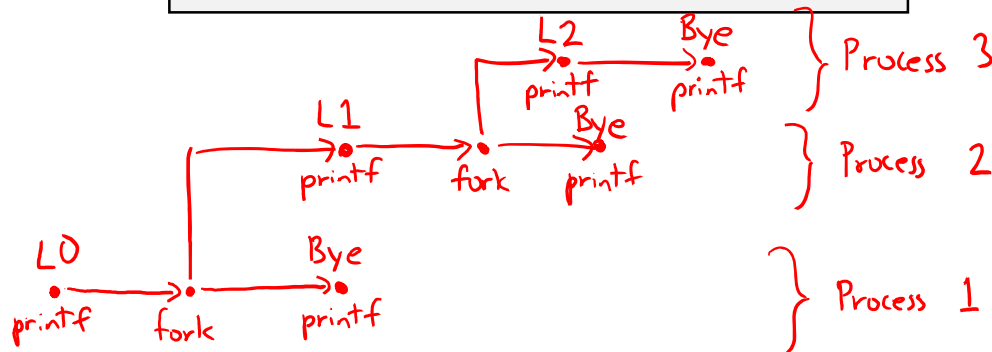 L2 Bye
printf printf Process 3
L1 Bye
printf fork printf Process 2
L0 Bye
printf fork printf Process 1